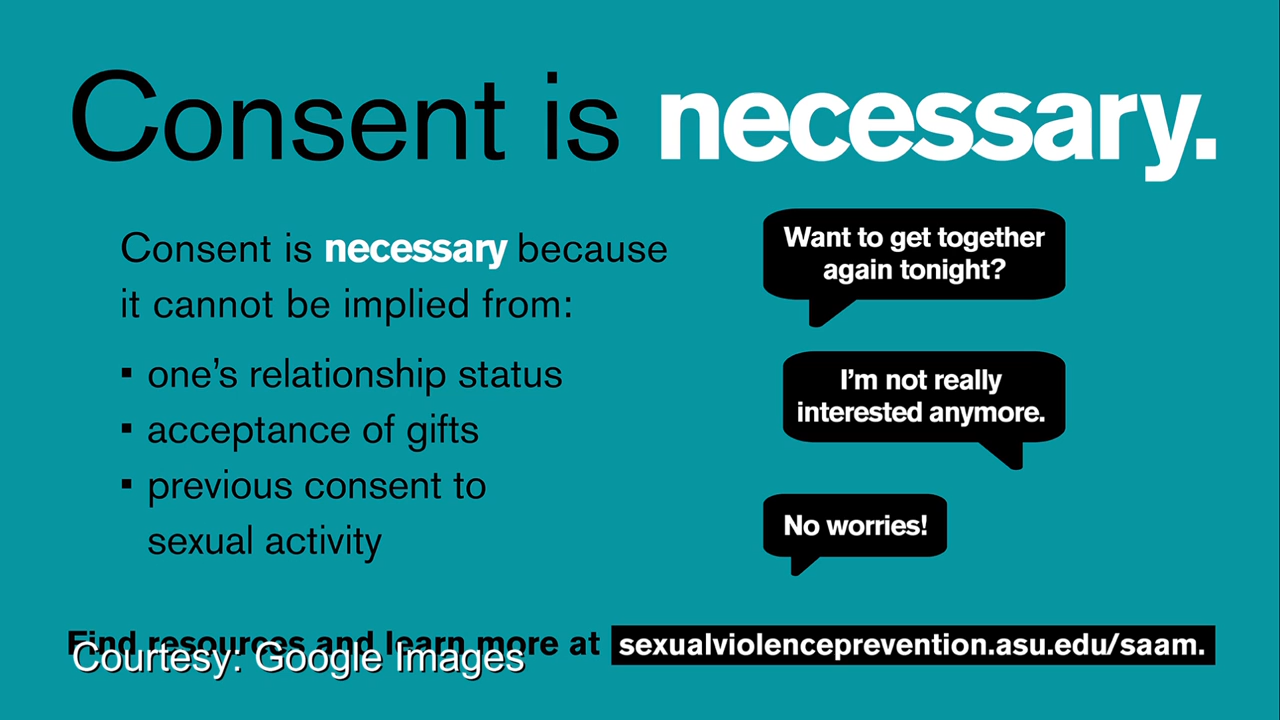 Consent is necessary.
Consent is necessary because
it cannot be implied from:
▪ one's relationship status
▪ acceptance of gifts
▪ previous consent to
sexual activity
Want to get together
again tonight?
I'm not really
interested anymore.
No worries!
Find resources and learn more at sexualviolenceprevention.asu.edu/saam.
Courtesy: Google Images